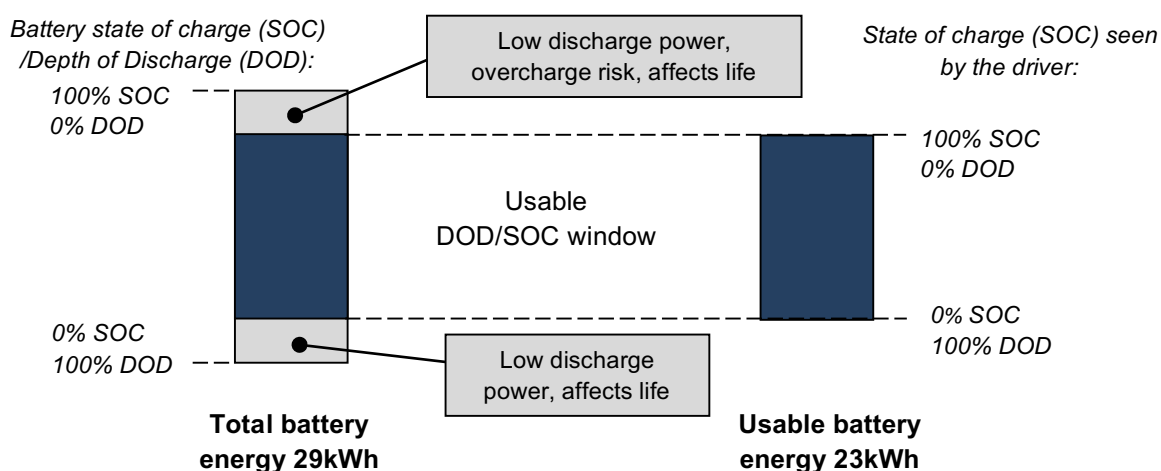 Battery state of charge (SOC)
/Depth of Discharge (DOD):
Low discharge power,
overcharge risk, affects life
State of charge (SOC) seen
by the driver:
100% SOC
0% DOD
100% SOC
0% DOD
Usable
DOD/SOC window
0% SOC
100% DOD
0% SOC
100% DOD
Low discharge
power, affects life
Total battery
energy 29kWh
Usable battery
energy 23kWh